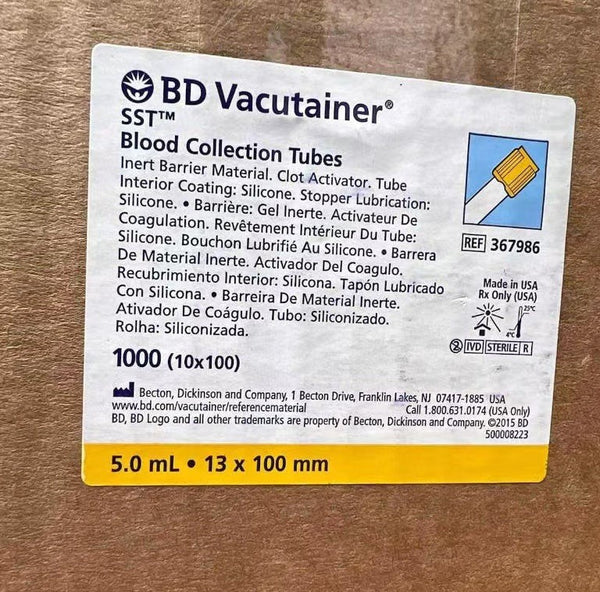 BD Vacutainer®
SST™
Blood Collection Tubes
Inert Barrier Material. Clot Activator. Tube
Interior Coating: Silicone. Stopper Lubrication:
Silicone. • Barrière: Gel Inerte. Activateur De
Coagulation. Revêtement Intérieur Du Tube:
Silicone. Bouchon Lubrifié Au Silicone. • Barrera
De Material Inerte. Activador Del Coagulo.
Recubrimiento Interior: Silicona. Tapón Lubricado
Con Silicona. • Barreira De Material Inerte.
Ativador De Coágulo. Tubo: Siliconizado.
Rolha: Siliconizada.
REF 367986
Made in USA
Rx Only (USA)
25°C
4°C
2 IVD STERILE R
1000 (10x100)
Becton, Dickinson and Company, 1 Becton Drive, Franklin Lakes, NJ 07417-1885 USA
www.bd.com/vacutainer/referencematerial Call 1.800.631.0174 (USA Only)
BD, BD Logo and all other trademarks are property of Becton, Dickinson and Company. ©2015 BD
500008223
5.0 mL • 13 x 100 mm